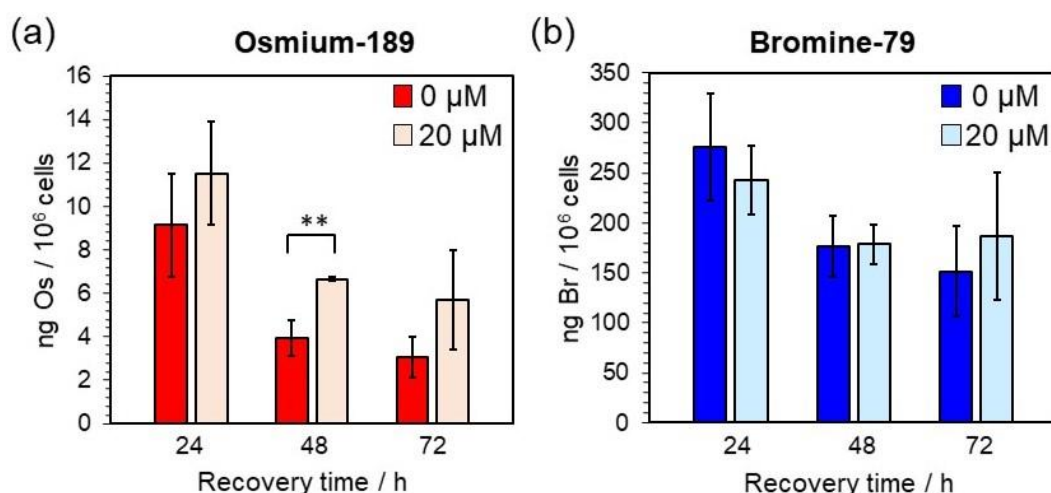 (a)
Osmium-189
ng Os / 10⁶ cells
16
14
12
10
8
6
4
2
0
0 µM
20 µM
**
24 48 72
Recovery time / h
(b)
Bromine-79
ng Br / 10⁶ cells
350
300
250
200
150
100
50
0
0 µM
20 µM
24 48 72
Recovery time / h